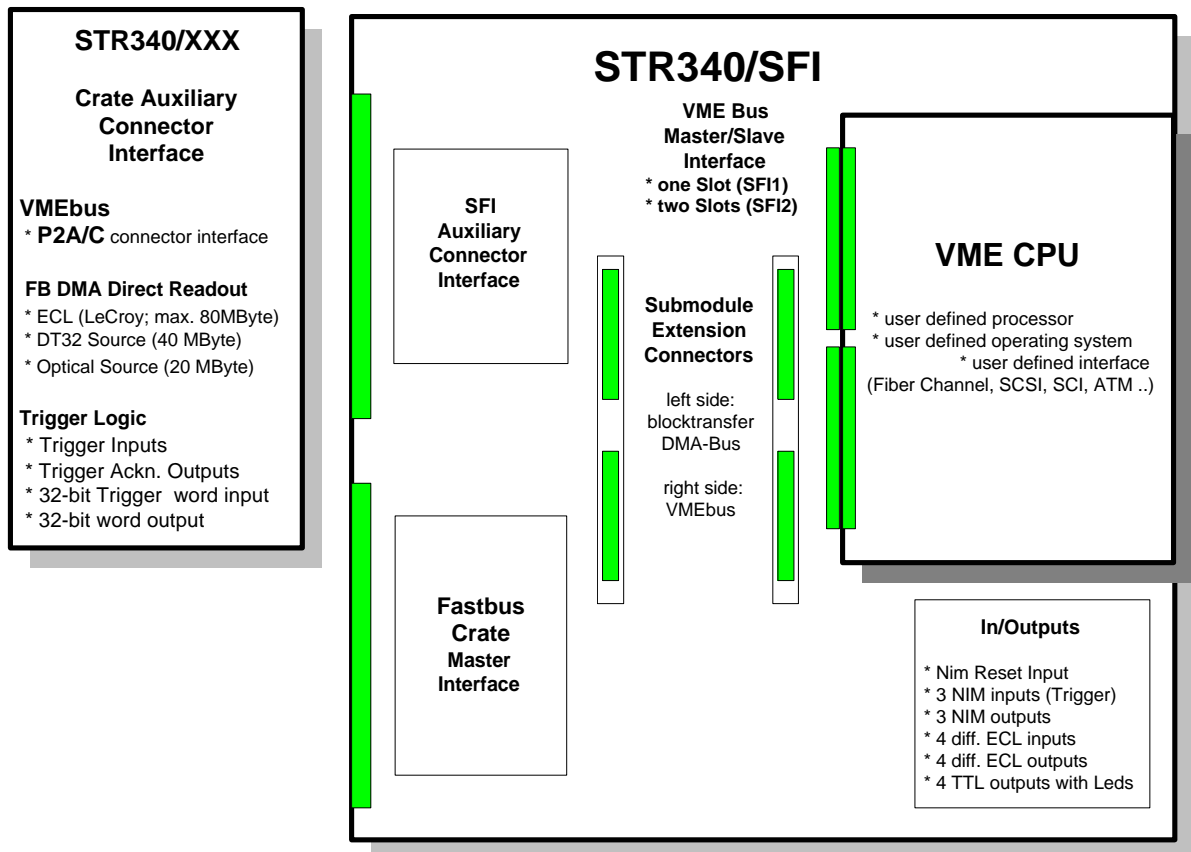 STR340/XXX
Crate Auxiliary
Connector
Interface
VMEbus
* P2A/C connector interface
FB DMA Direct Readout
* ECL (LeCroy; max. 80MByte)
* DT32 Source (40 MByte)
* Optical Source (20 MByte)
Trigger Logic
* Trigger Inputs
* Trigger Ackn. Outputs
* 32-bit Trigger word input
* 32-bit word output
STR340/SFI
SFI
Auxiliary
Connector
Interface
Fastbus
Crate
Master
Interface
VME Bus
Master/Slave
Interface
* one Slot (SFI1)
* two Slots (SFI2)
Submodule
Extension
Connectors
left side:
blocktransfer
DMA-Bus
right side:
VMEbus
VME CPU
* user defined processor
* user defined operating system
* user defined interface
(Fiber Channel, SCSI, SCI, ATM ..)
In/Outputs
* Nim Reset Input
* 3 NIM inputs (Trigger)
* 3 NIM outputs
* 4 diff. ECL inputs
* 4 diff. ECL outputs
* 4 TTL outputs with Leds